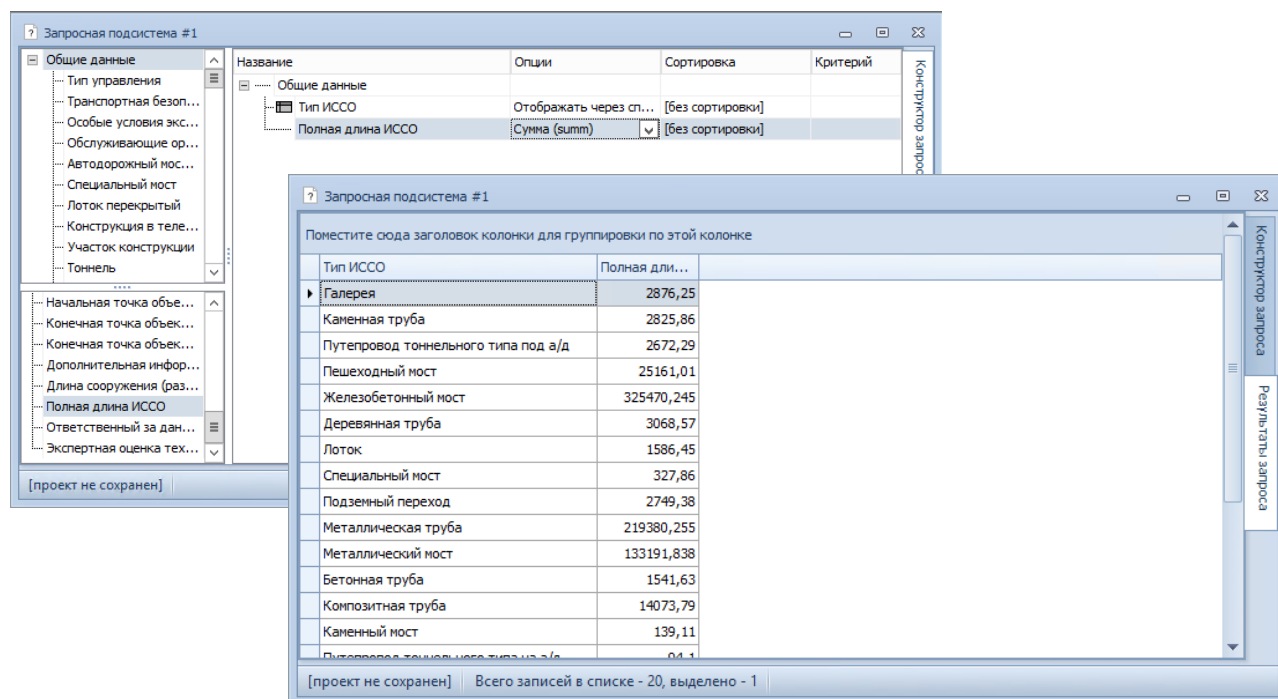 Запросная подсистема #1
Общие данные
Тип управления
Транспортная безоп...
Особые условия экс...
Обслуживающие ор...
Автодорожный мос...
Специальный мост
Лоток перекрытый
Конструкция в теле...
Участок конструкции
Тоннель
Начальная точка объе...
Конечная точка объек...
Конечная точка объек...
Дополнительная инфор...
Длина сооружения (раз...
Полная длина ИССО
Ответственный за дан...
Экспертная оценка тех...
[проект не сохранен]
Название Опции Сортировка Критерий
Общие данные
Тип ИССО Отображать через сп... [без сортировки]
Полная длина ИССО Сумма (summ) [без сортировки]
Конструктор запрос
Запросная подсистема #1
Поместите сюда заголовок колонки для группировки по этой колонке
Тип ИССО Полная дли...
Галерея 2876,25
Каменная труба 2825,86
Путепровод тоннельного типа под а/д 2672,29
Пешеходный мост 25161,01
Железобетонный мост 325470,245
Деревянная труба 3068,57
Лоток 1586,45
Специальный мост 327,86
Подземный переход 2749,38
Металлическая труба 219380,255
Металлический мост 133191,838
Бетонная труба 1541,63
Композитная труба 14073,79
Каменный мост 139,11
Путепровод тоннельного типа на а/д 94,1
Конструктор запроса
Результаты запроса
[проект не сохранен] Всего записей в списке - 20, выделено - 1